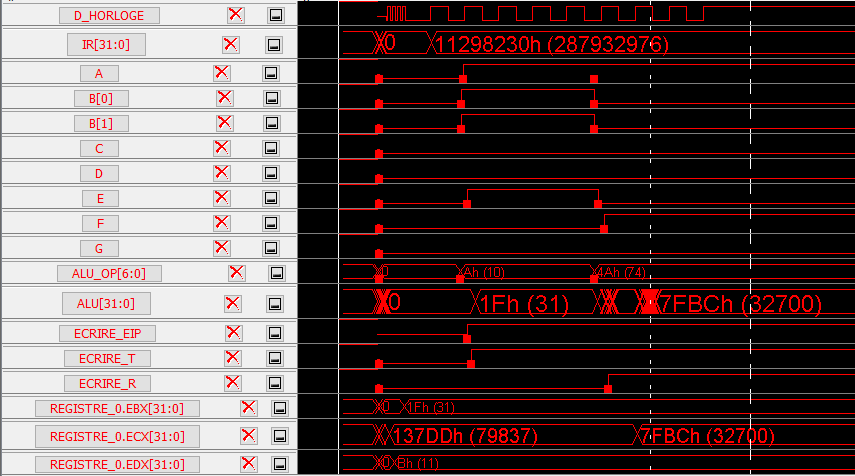 D_HORLOGE
IR[31:0] 0 11298230h (287932976)
A
B[0]
B[1]
C
D
E
F
G
ALU_OP[6:0] 0 Ah (10) 4Ah (74)
ALU[31:0] 0 1Fh (31) 7FBCh (32700)
ECRIRE_EIP
ECRIRE_T
ECRIRE_R
REGISTRE_0.EBX[31:0] 0 1Fh (31)
REGISTRE_0.ECX[31:0] 137DDh (79837) 7FBCh (32700)
REGISTRE_0.EDX[31:0] 0 Bh (11)